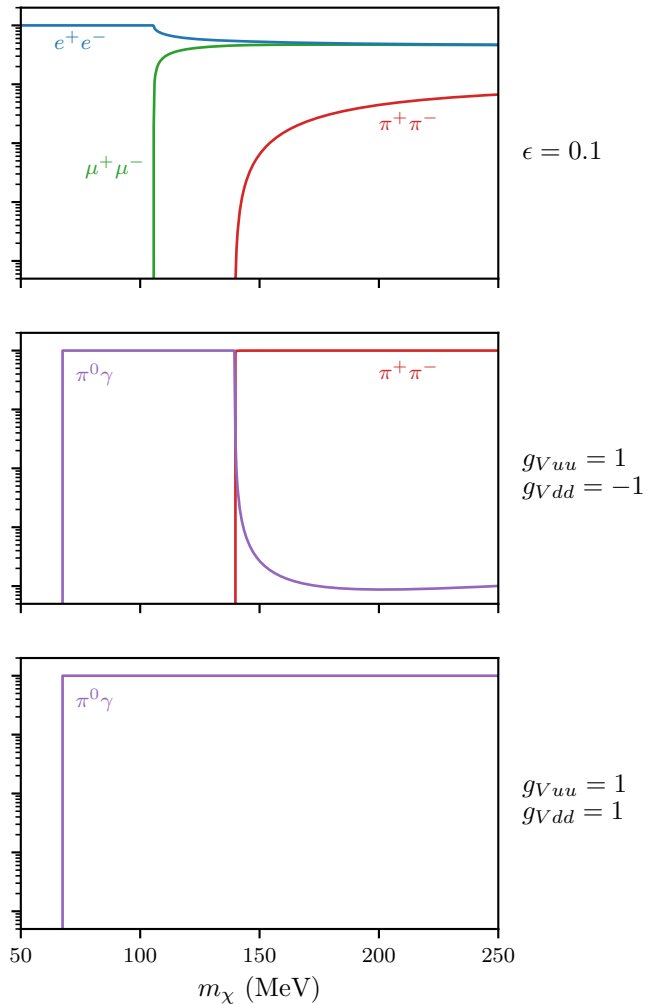 e⁺e⁻
μ⁺μ⁻
π⁺π⁻
ϵ = 0.1
π⁰γ
π⁺π⁻
g_{Vuu} = 1
g_{Vdd} = −1
π⁰γ
g_{Vuu} = 1
g_{Vdd} = 1
50 100 150 200 250
m_χ (MeV)